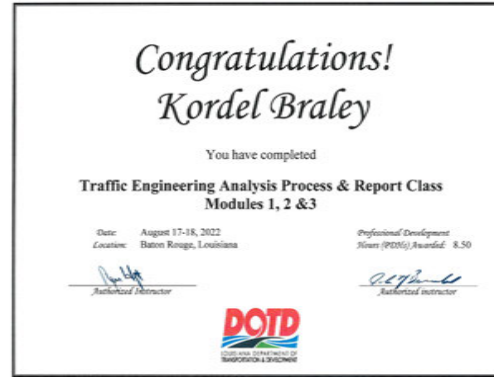 Congratulations!
Kordel Braley
You have completed
Traffic Engineering Analysis Process & Report Class
Modules 1, 2 &3
Date: August 17-18, 2022
Location: Baton Rouge, Louisiana
Professional Development
Hours (PDHs) Awarded: 8.50
Authorized Instructor
Authorized instructor
DOTD
LOUISIANA DEPARTMENT OF
TRANSPORTATION & DEVELOPMENT